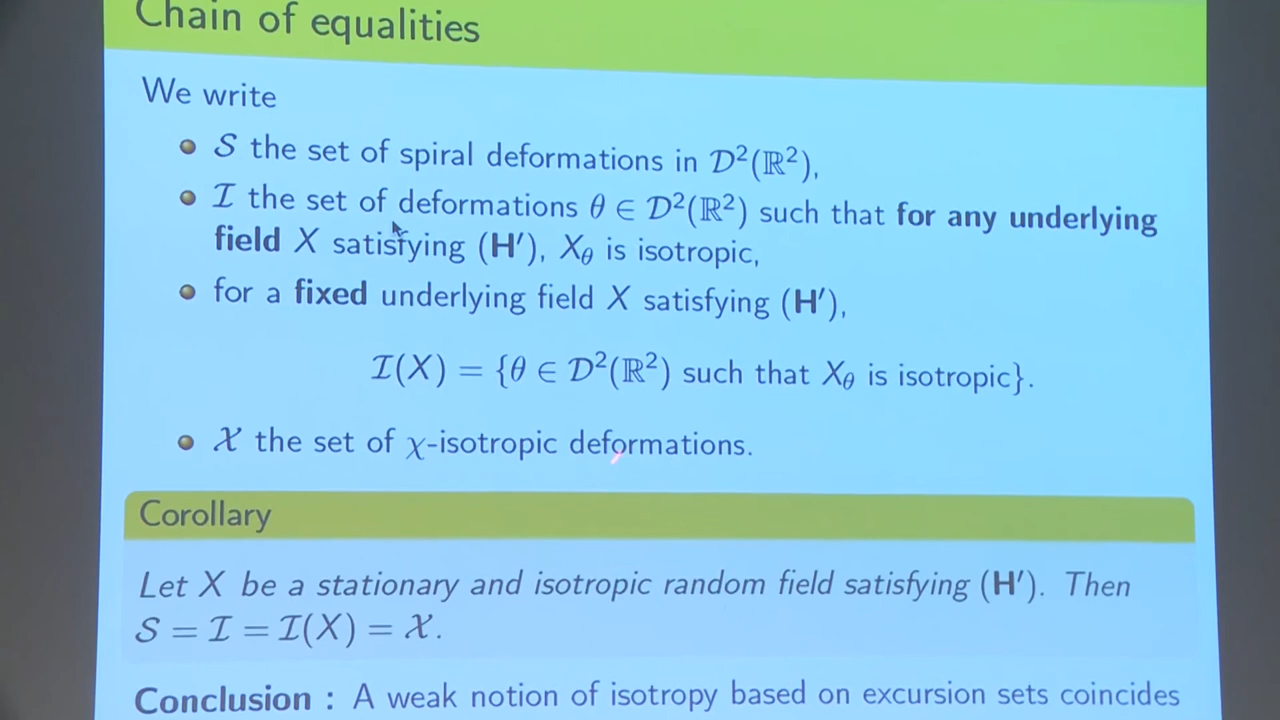 Chain of equalities
We write
𝒮 the set of spiral deformations in 𝒟²(ℝ²),
ℐ the set of deformations θ ∈ 𝒟²(ℝ²) such that for any underlying
field X satisfying (H′), X_θ is isotropic,
for a fixed underlying field X satisfying (H′),
ℐ(X) = {θ ∈ 𝒟²(ℝ²) such that X_θ is isotropic}.
𝒳 the set of χ-isotropic deformations.
Corollary
Let X be a stationary and isotropic random field satisfying (H′). Then
𝒮 = ℐ = ℐ(X) = 𝒳.
Conclusion : A weak notion of isotropy based on excursion sets coincides